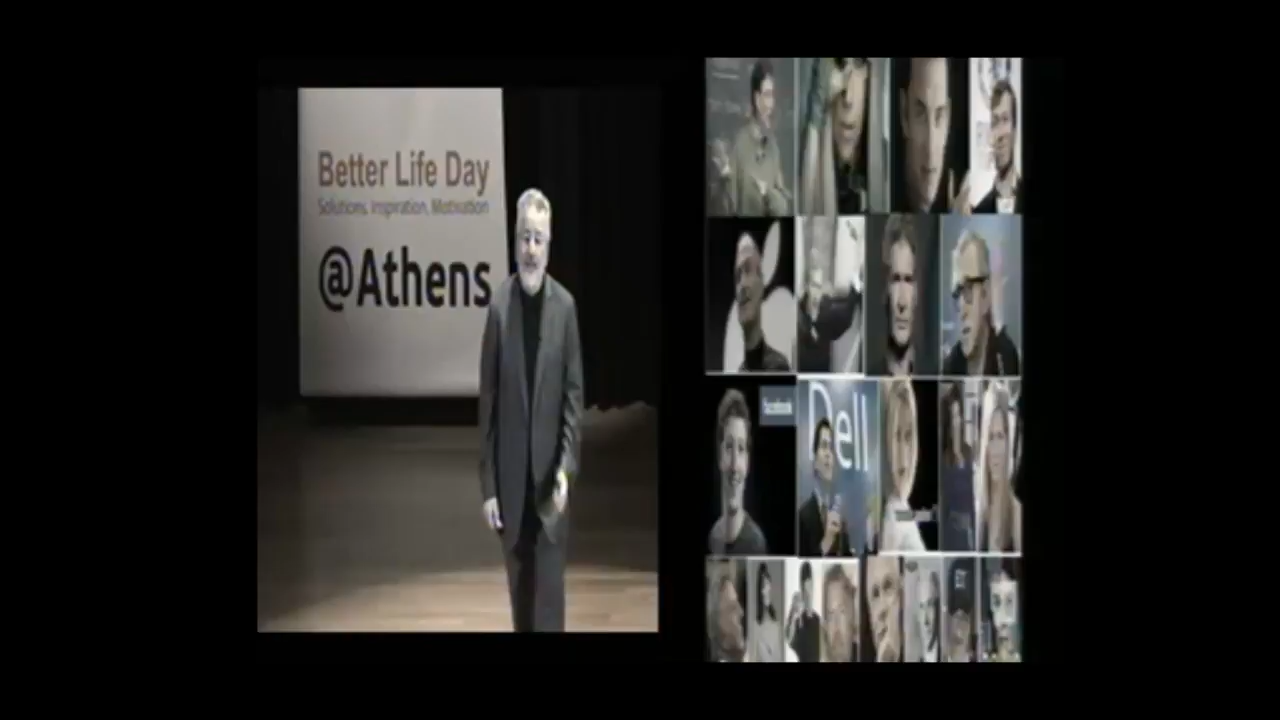 Better Life Day
Solutions, Inspiration, Motivation
@Athens
facebook
Dell